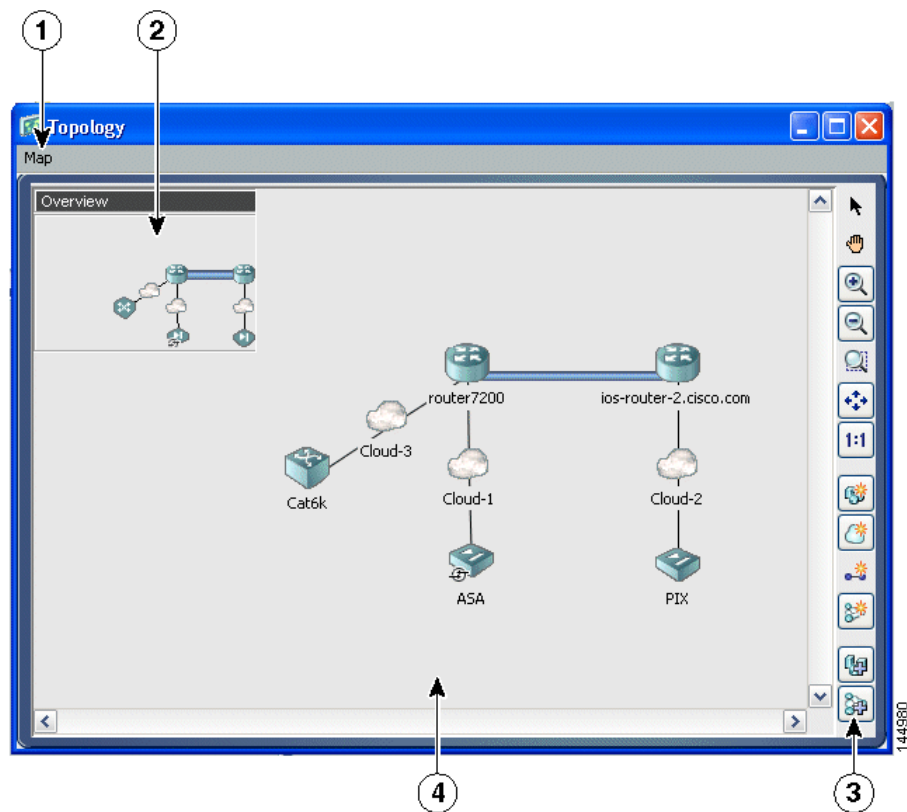 1 2
Topology
Map
Overview
router7200 ios-router-2.cisco.com
Cloud-3
1:1
Cat6k
Cloud-1 Cloud-2
ASA PIX
144980
4 3